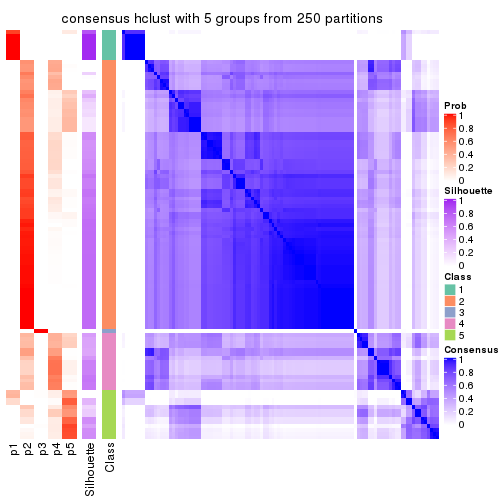 consensus hclust with 5 groups from 250 partitions
Prob
1
0.8
0.6
0.4
0.2
0
Silhouette
1
0.8
0.6
0.4
0.2
0
Class
1
2
3
4
5
Consensus
1
0.8
0.6
0.4
0.2
0
p1
p2
p3
p4
p5
Silhouette
Class